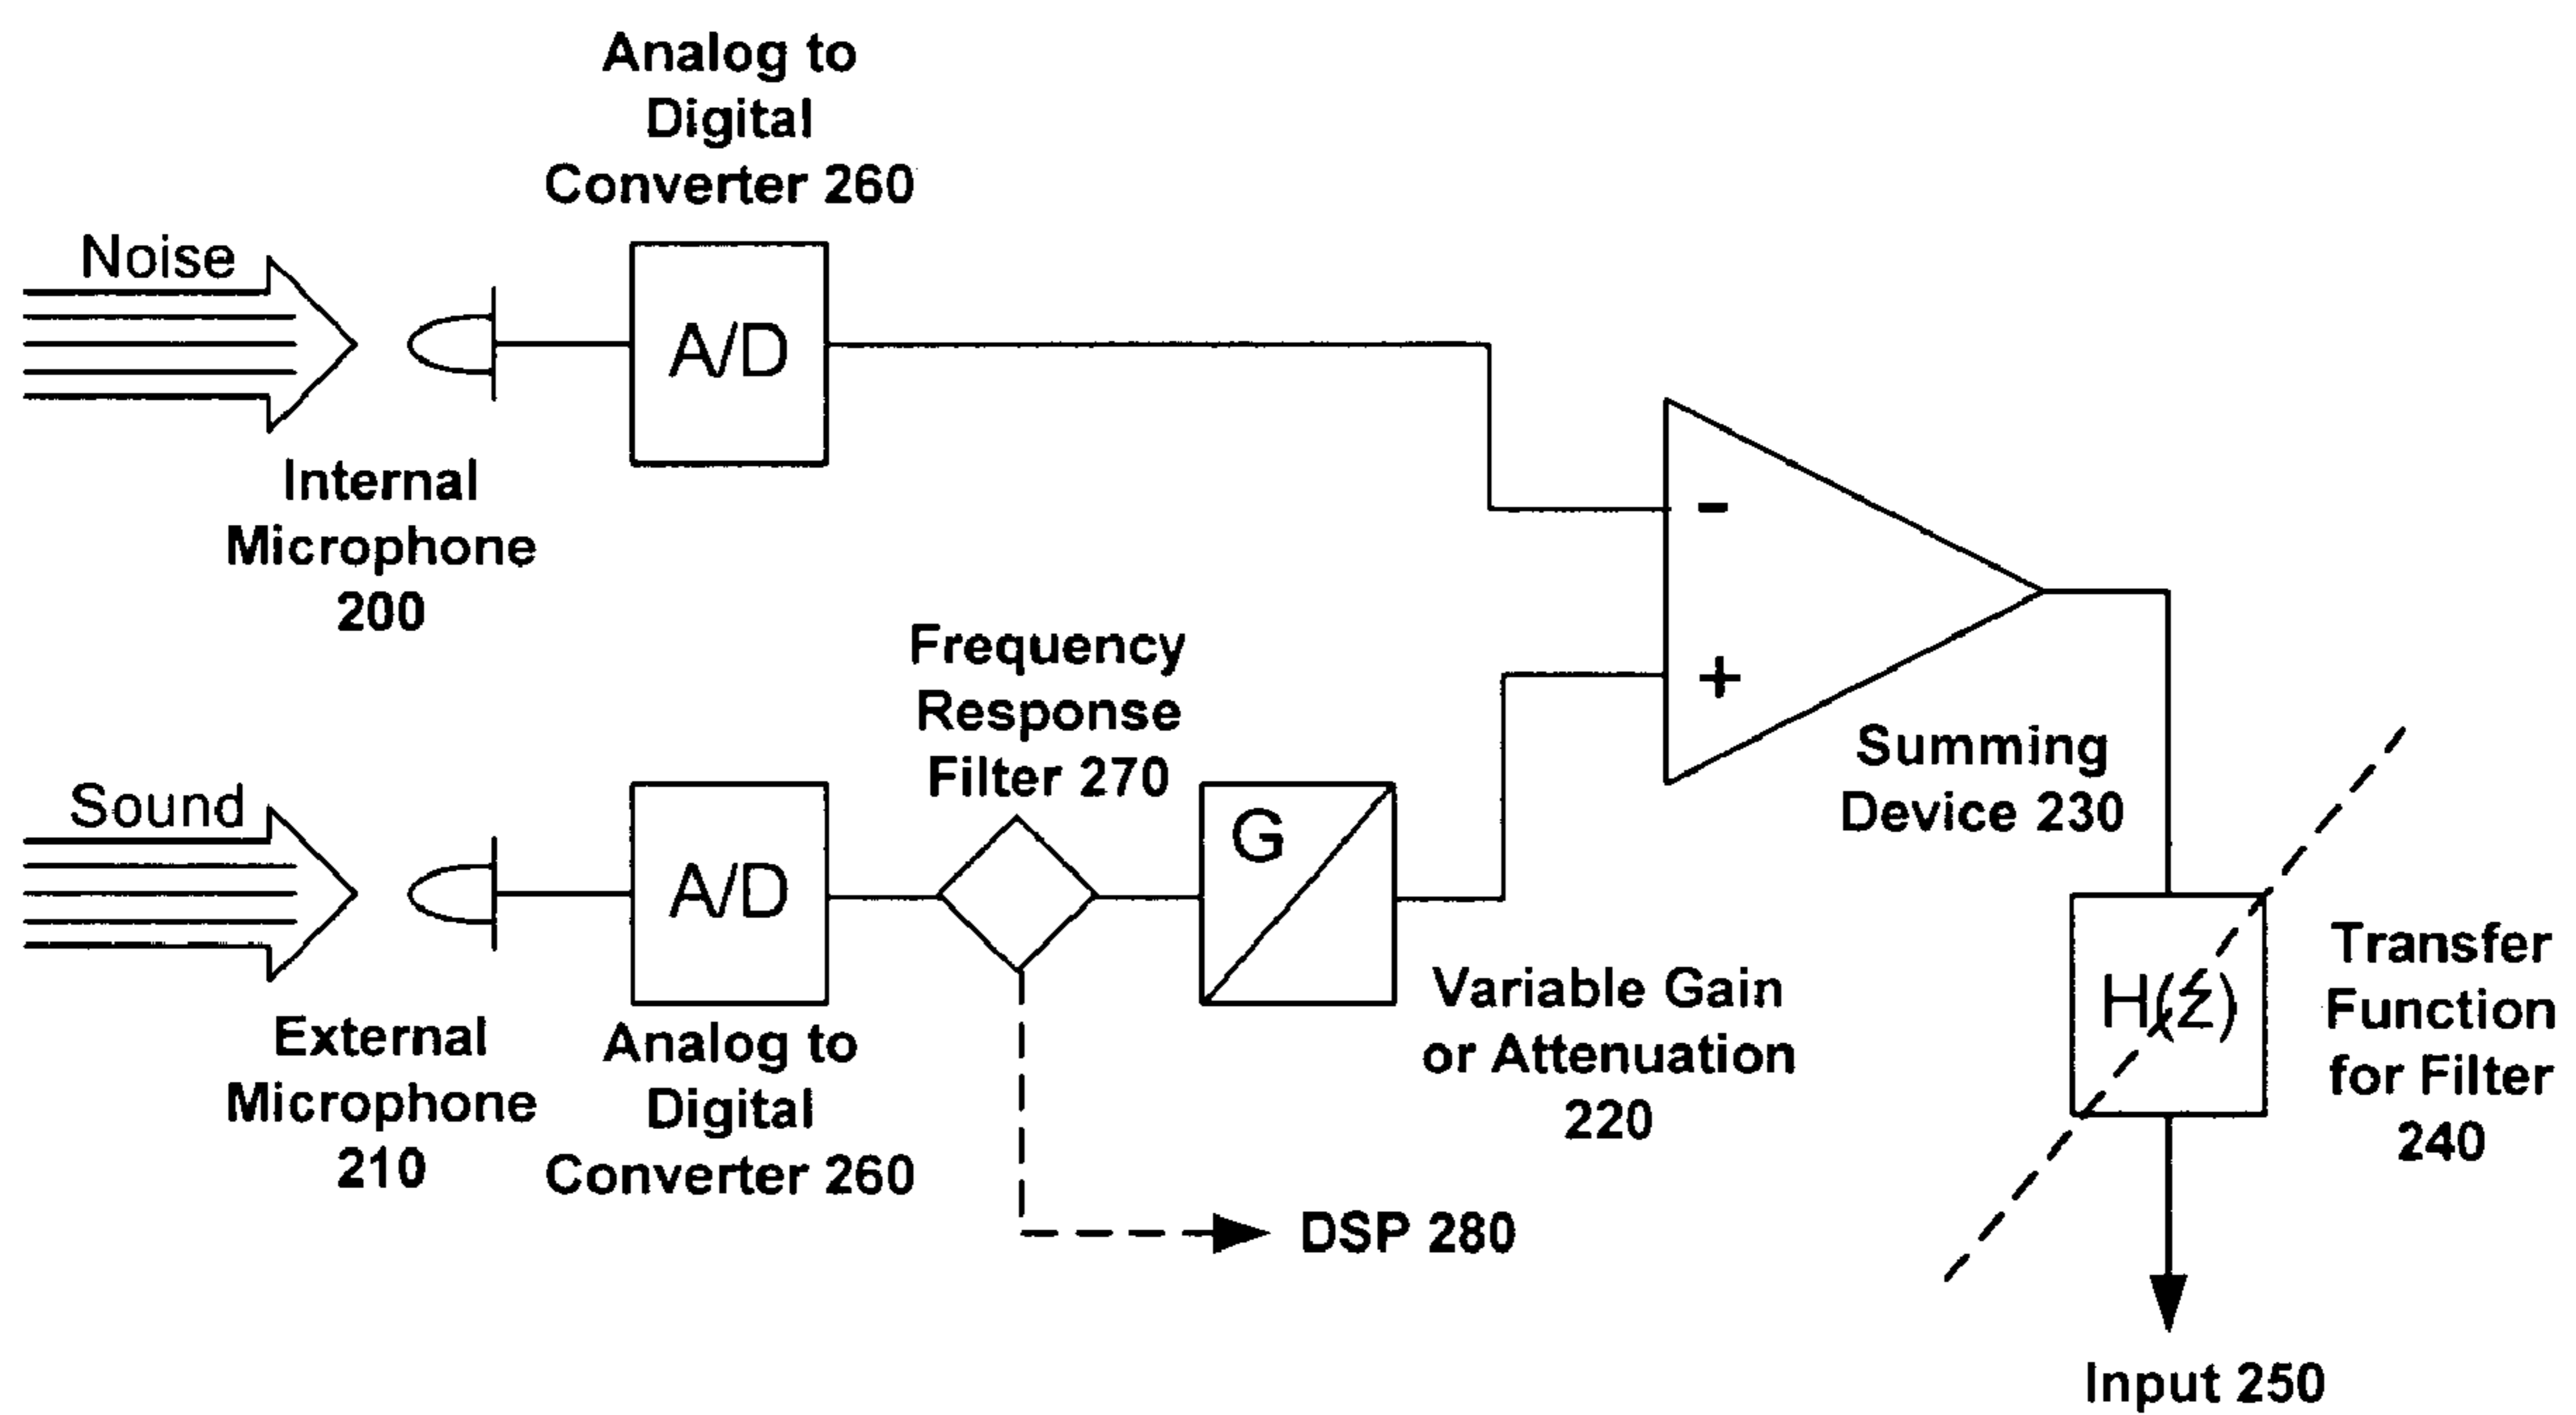 Analog to
Digital
Converter 260
Noise
A/D
Internal
Microphone
200
-
+
Frequency
Response
Filter 270
Summing
Device 230
Sound
A/D
G
External
Microphone
210
Analog to
Digital
Converter 260
Variable Gain
or Attenuation
220
H(Z)
Transfer
Function
for Filter
240
DSP 280
Input 250